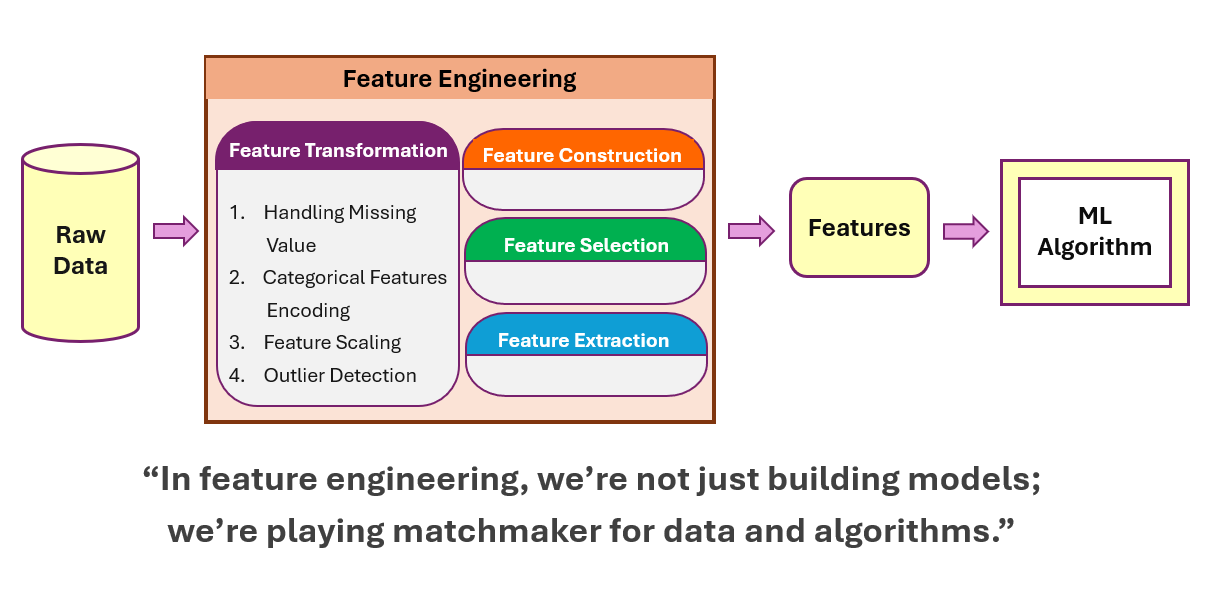 Feature Engineering
Raw
Data
Feature Transformation
1. Handling Missing
Value
2. Categorical Features
Encoding
3. Feature Scaling
4. Outlier Detection
Feature Construction
Feature Selection
Feature Extraction
Features
ML
Algorithm
“In feature engineering, we’re not just building models;
we’re playing matchmaker for data and algorithms.”